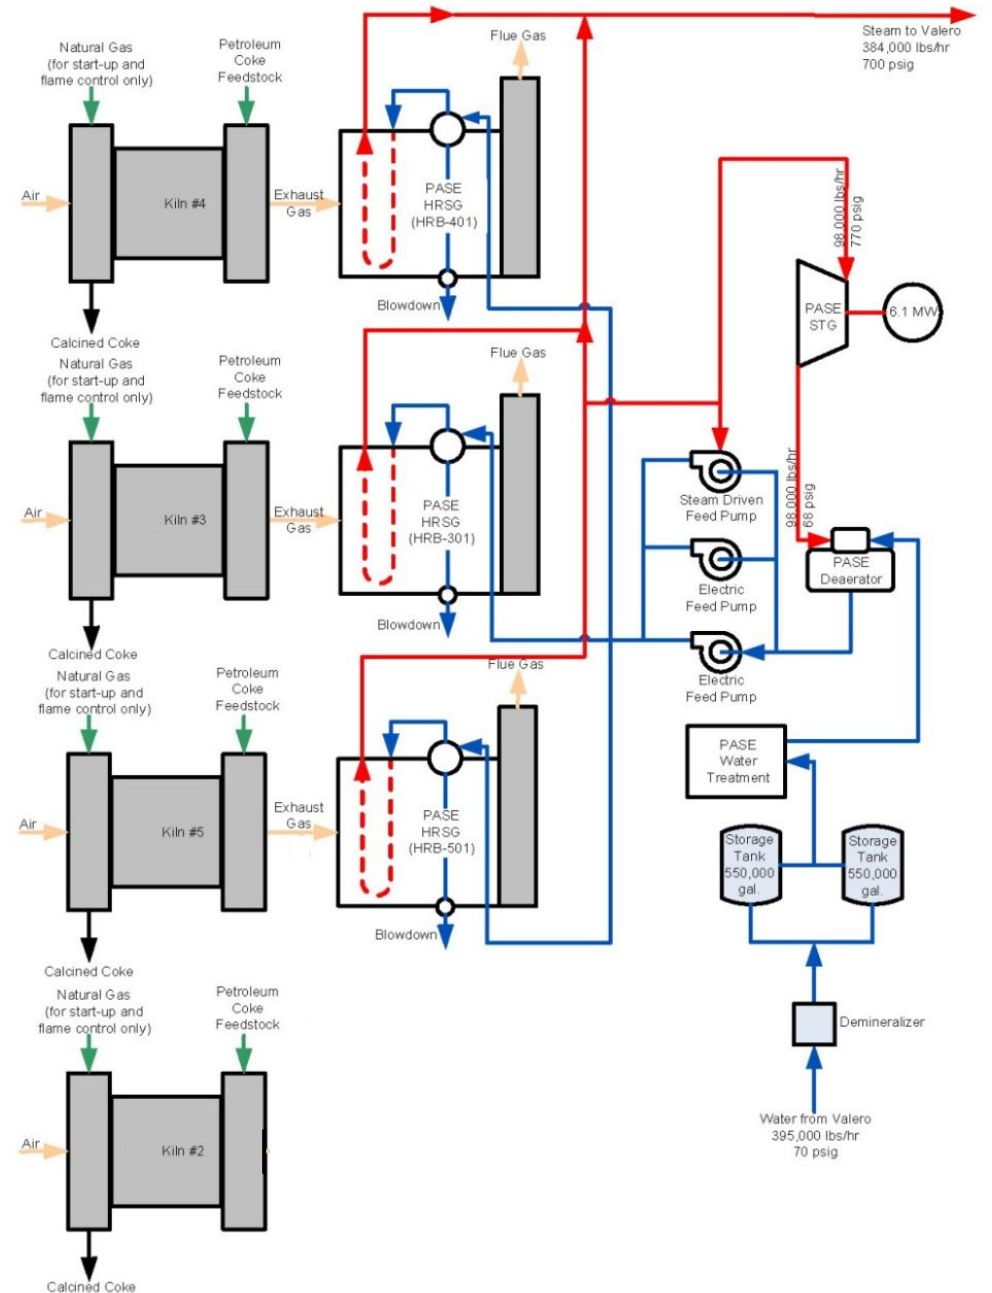 Natural Gas
(for start-up and
flame control only)
Petroleum
Coke
Feedstock
Flue Gas
Steam to Valero
384,000 lbs/hr
700 psig
Air
Kiln #4
Exhaust
Gas
PASE
HRSG
(HRB-401)
Blowdown
Calcined Coke
98,000 lbs/hr
770 psig
PASE
STG
6.1 MW
Natural Gas
(for start-up and
flame control only)
Petroleum
Coke
Feedstock
Flue Gas
Air
Kiln #3
Exhaust
Gas
PASE
HRSG
(HRB-301)
Blowdown
Calcined Coke
98,000 lbs/hr
68 psig
Steam Driven
Feed Pump
Electric
Feed Pump
Electric
Feed Pump
PASE
Deaerator
Natural Gas
(for start-up and
flame control only)
Petroleum
Coke
Feedstock
Flue Gas
Air
Kiln #5
Exhaust
Gas
PASE
HRSG
(HRB-501)
Blowdown
Calcined Coke
PASE
Water
Treatment
Storage
Tank
550,000
gal.
Storage
Tank
550,000
gal.
Demineralizer
Water from Valero
395,000 lbs/hr
70 psig
Natural Gas
(for start-up and
flame control only)
Petroleum
Coke
Feedstock
Air
Kiln #2
Calcined Coke